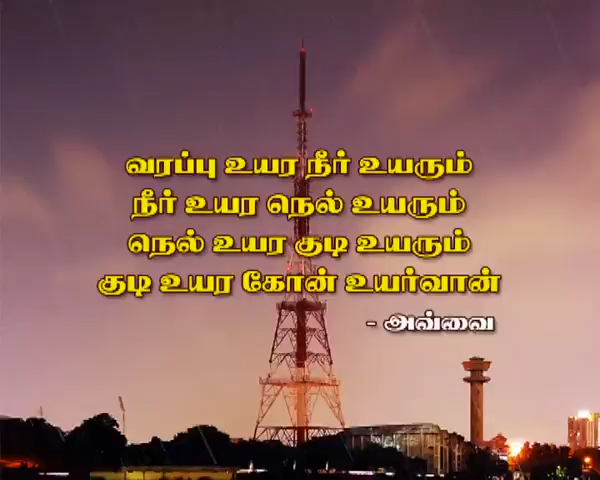 வரப்பு உயர நீர் உயரும்
நீர் உயர நெல் உயரும்
நெல் உயர குடி உயரும்
குடி உயர கோன் உயர்வான்
- அவ்வை